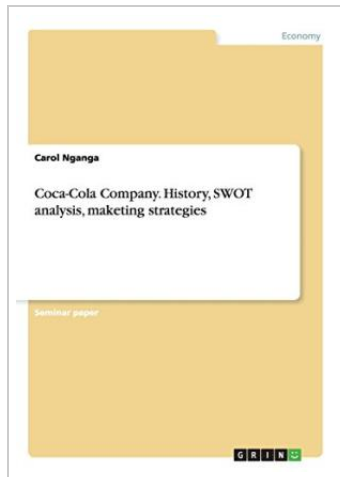 Economy
Carol Nganga
Coca-Cola Company. History, SWOT
analysis, maketing strategies
Seminar paper
GRIN